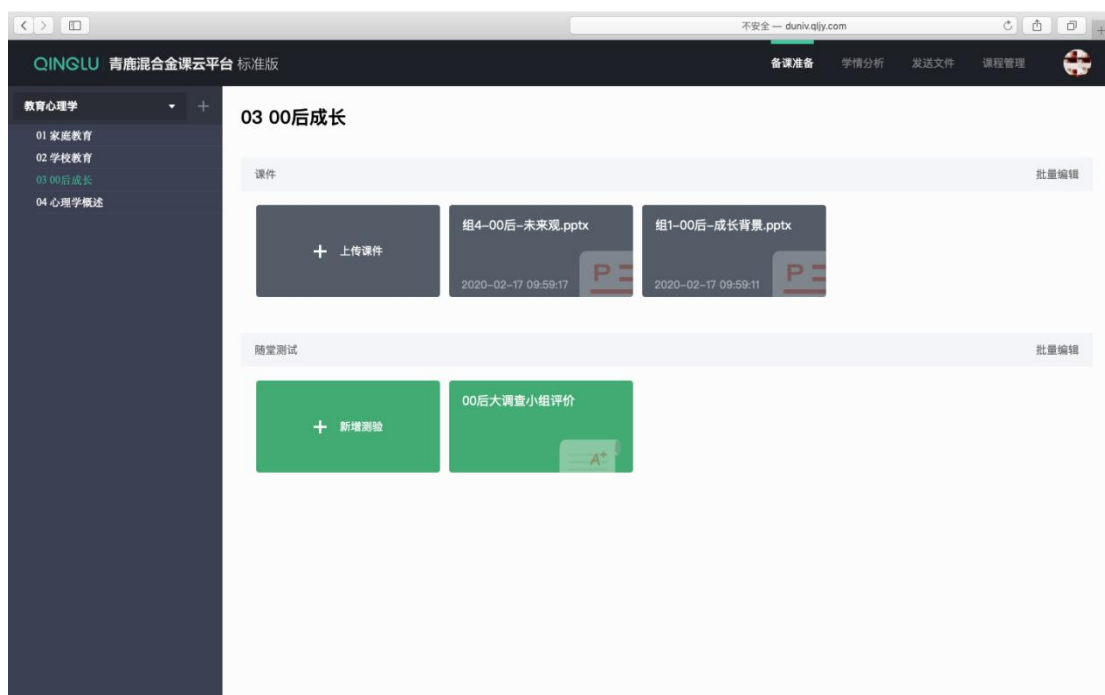 不安全 — duniv.qljy.com
QINGLU 青鹿混合金课云平台 标准版 备课准备 学情分析 发送文件 课程管理
教育心理学
01 家庭教育
02 学校教育
03 00后成长
04 心理学概述
03 00后成长
课件 批量编辑
上传课件
组4-00后-未来观.pptx
2020-02-17 09:59:17
组1-00后-成长背景.pptx
2020-02-17 09:59:11
随堂测试 批量编辑
新增测验
00后大调查小组评价
A+